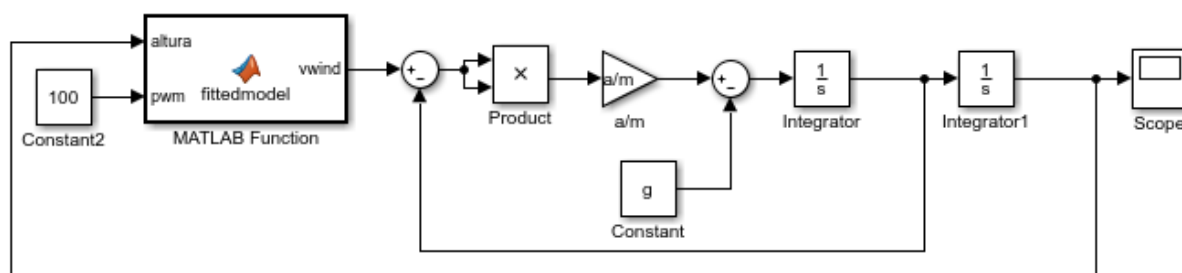 altura
pwm
vwind
fittedmodel
MATLAB Function
100
Constant2
+
−
×
Product
a/m
a/m
+
−
g
Constant
1
s
Integrator
1
s
Integrator1
Scope